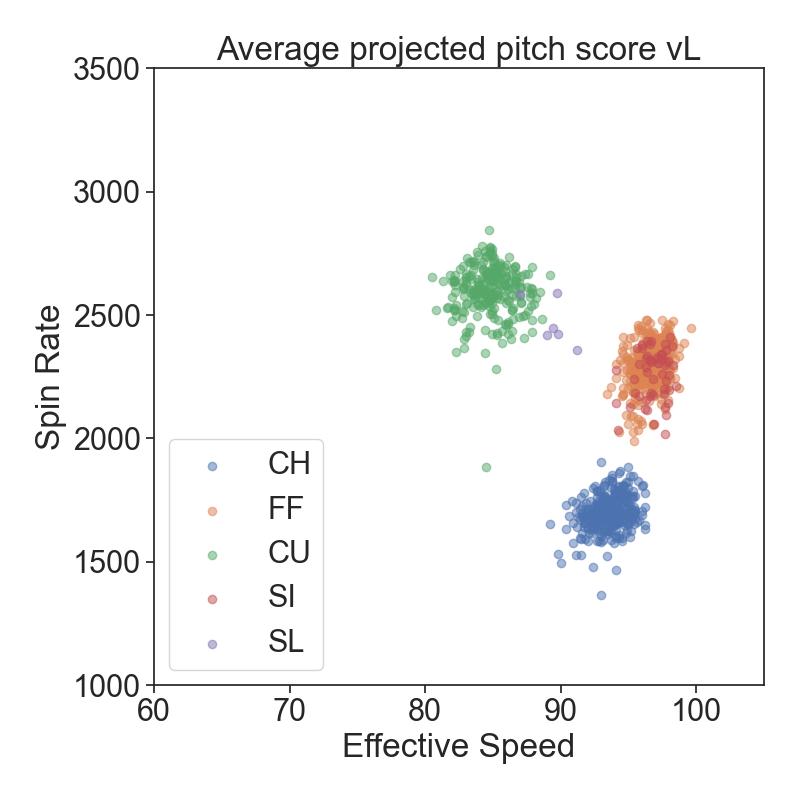 Average projected pitch score vL
3500
3000
2500
2000
1500
1000
Spin Rate
CH
FF
CU
SI
SL
60 70 80 90 100
Effective Speed